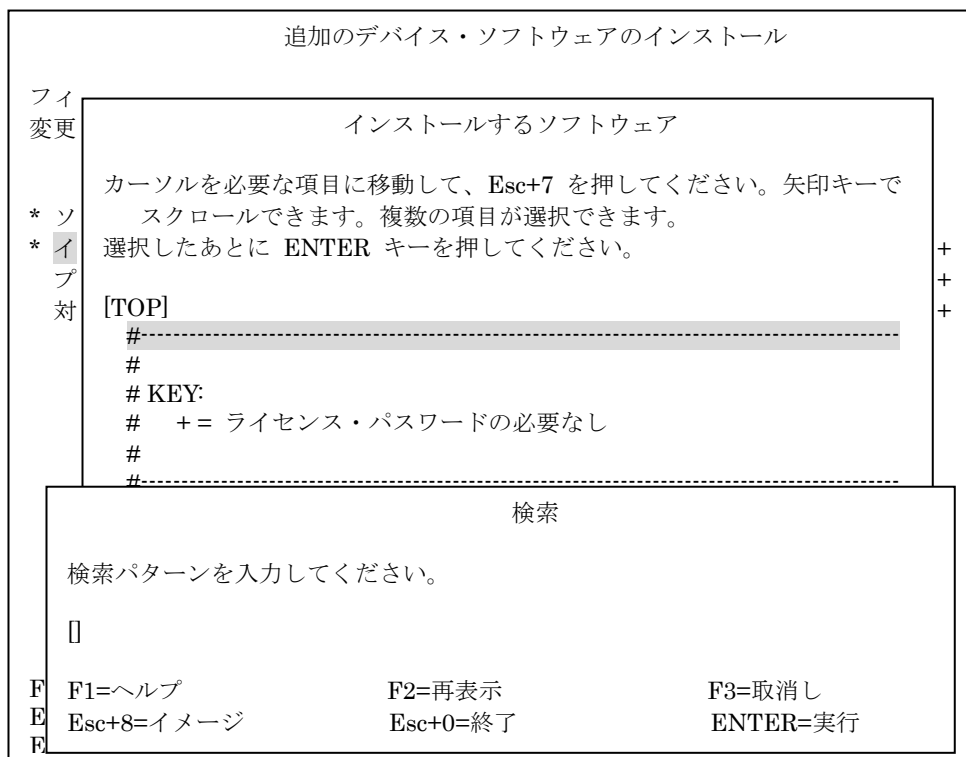 追加のデバイス・ソフトウェアのインストール
フィ
変更
インストールするソフトウェア
カーソルを必要な項目に移動して、Esc+7 を押してください。矢印キーで
* ソ スクロールできます。複数の項目が選択できます。
* イ 選択したあとに ENTER キーを押してください。 +
プ +
対 [TOP] +
#--------------------------------------------------------------------------------
#
# KEY:
# + = ライセンス・パスワードの必要なし
#
#--------------------------------------------------------------------------------
検索
検索パターンを入力してください。
[]
F F1=ヘルプ F2=再表示 F3=取消し
E Esc+8=イメージ Esc+0=終了 ENTER=実行
E